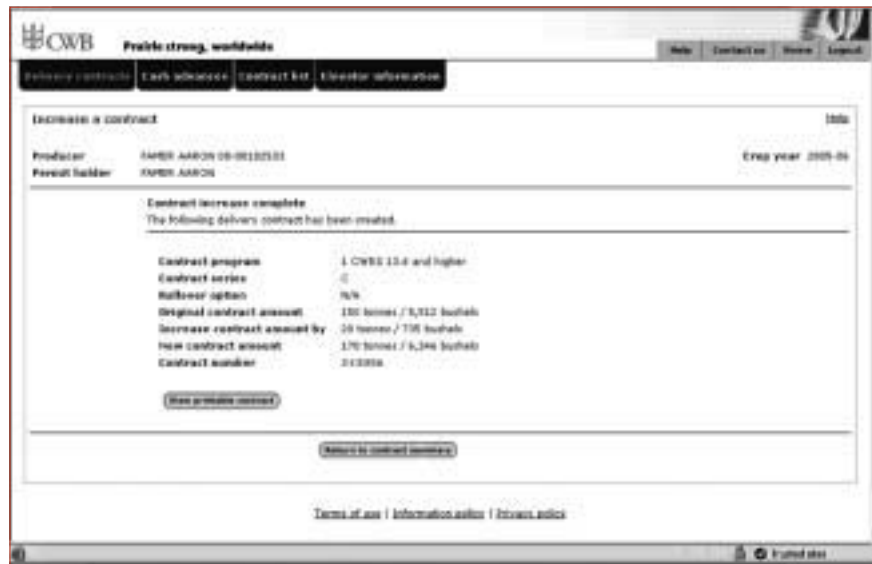 CWB Prairie strong, worldwide
Help Contact us Home Logout
Delivery contracts Cash advances Contract list Elevator information
Increase a contract Help
Producer FAMER AARON Crop year 2005-06
Permit holder FAMER AARON
Contract increase complete
The following delivery contract has been created.
Contract program 1 CWRS 13.6 and higher
Contract series C
Rollover option N/A
Original contract amount 150 tonnes / 5,512 bushels
Increase contract amount by 20 tonnes / 735 bushels
New contract amount 170 tonnes / 6,246 bushels
Contract number
View printable contract
Return to contract summary
Terms of use | Information policy | Privacy policy
Trusted sites